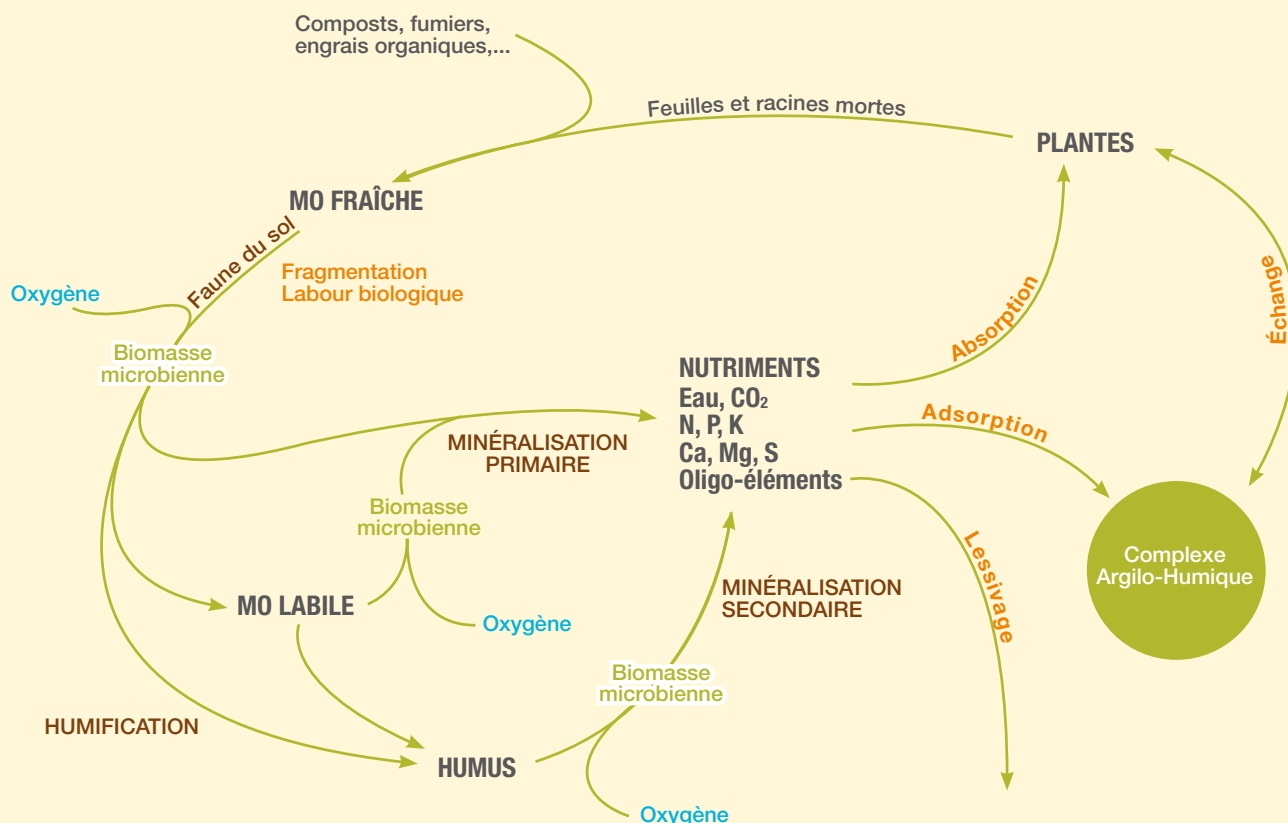 Composts, fumiers,
engrais organiques,...
Feuilles et racines mortes
PLANTES
MO FRAÎCHE
Faune du sol
Fragmentation
Labour biologique
Oxygène
Échange
Biomasse
microbienne
Absorption
NUTRIMENTS
Eau, CO₂
N, P, K
Ca, Mg, S
Oligo-éléments
Adsorption
MINÉRALISATION
PRIMAIRE
Biomasse
microbienne
Lessivage
Complexe
Argilo-Humique
MINÉRALISATION
SECONDAIRE
MO LABILE
Oxygène
Biomasse
microbienne
HUMIFICATION
HUMUS
Oxygène